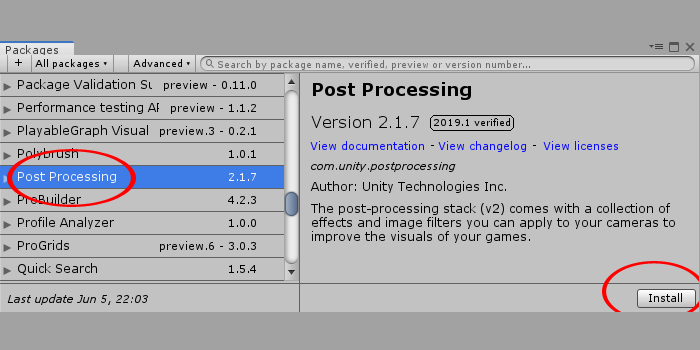 Packages
+ All packages ▾ Advanced ▾ Search by package name, verified, preview or version number...
Package Validation Su preview - 0.11.0
Performance testing AP preview - 1.1.2
PlayableGraph Visual preview.3 - 0.2.1
Polybrush 1.0.1
Post Processing 2.1.7
ProBuilder 4.2.3
Profile Analyzer 1.0.0
ProGrids preview.6 - 3.0.3
Quick Search 1.5.4
Last update Jun 5, 22:03
Post Processing
Version 2.1.7 2019.1 verified
View documentation - View changelog - View licenses
com.unity.postprocessing
Author: Unity Technologies Inc.
The post-processing stack (v2) comes with a collection of
effects and image filters you can apply to your cameras to
improve the visuals of your games.
Install